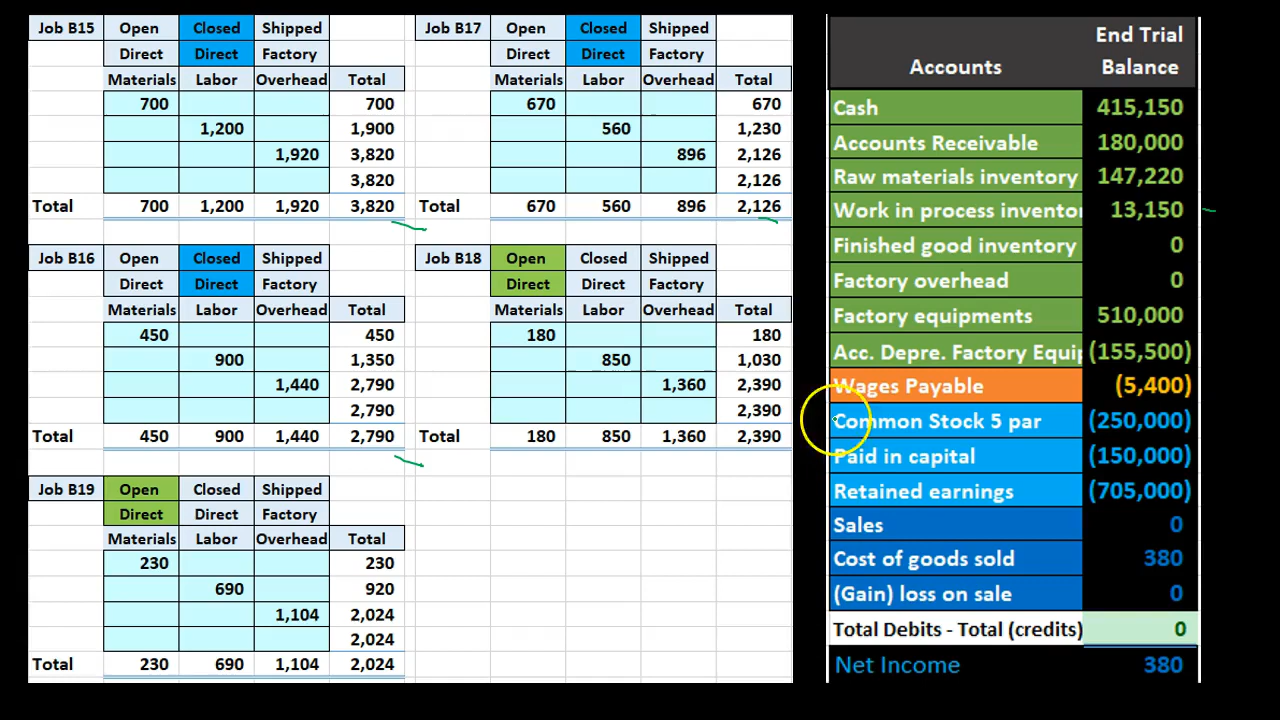 Job B15 Open Closed Shipped
Direct Direct Factory
Materials Labor Overhead Total
700 700
1,200 1,900
1,920 3,820
3,820
Total 700 1,200 1,920 3,820
Job B17 Open Closed Shipped
Direct Direct Factory
Materials Labor Overhead Total
670 670
560 1,230
896 2,126
2,126
Total 670 560 896 2,126
Job B16 Open Closed Shipped
Direct Direct Factory
Materials Labor Overhead Total
450 450
900 1,350
1,440 2,790
2,790
Total 450 900 1,440 2,790
Job B18 Open Closed Shipped
Direct Direct Factory
Materials Labor Overhead Total
180 180
850 1,030
1,360 2,390
2,390
Total 180 850 1,360 2,390
Job B19 Open Closed Shipped
Direct Direct Factory
Materials Labor Overhead Total
230 230
690 920
1,104 2,024
2,024
Total 230 690 1,104 2,024
End Trial
Accounts Balance
Cash 415,150
Accounts Receivable 180,000
Raw materials inventory 147,220
Work in process inventor 13,150
Finished good inventory 0
Factory overhead 0
Factory equipments 510,000
Acc. Depre. Factory Equip (155,500)
Wages Payable (5,400)
Common Stock 5 par (250,000)
Paid in capital (150,000)
Retained earnings (705,000)
Sales 0
Cost of goods sold 380
(Gain) loss on sale 0
Total Debits - Total (credits) 0
Net Income 380